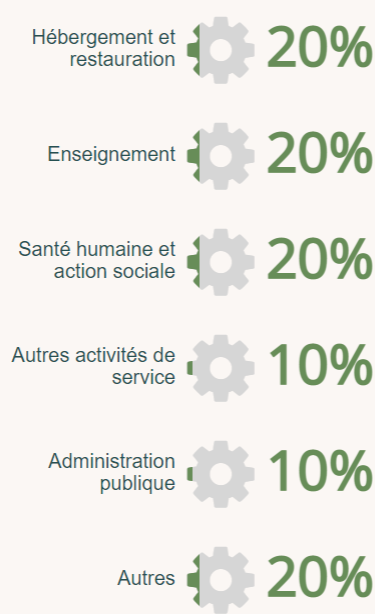 Hébergement et
restauration
20%
Enseignement
20%
Santé humaine et
action sociale
20%
Autres activités de
service
10%
Administration
publique
10%
Autres
20%